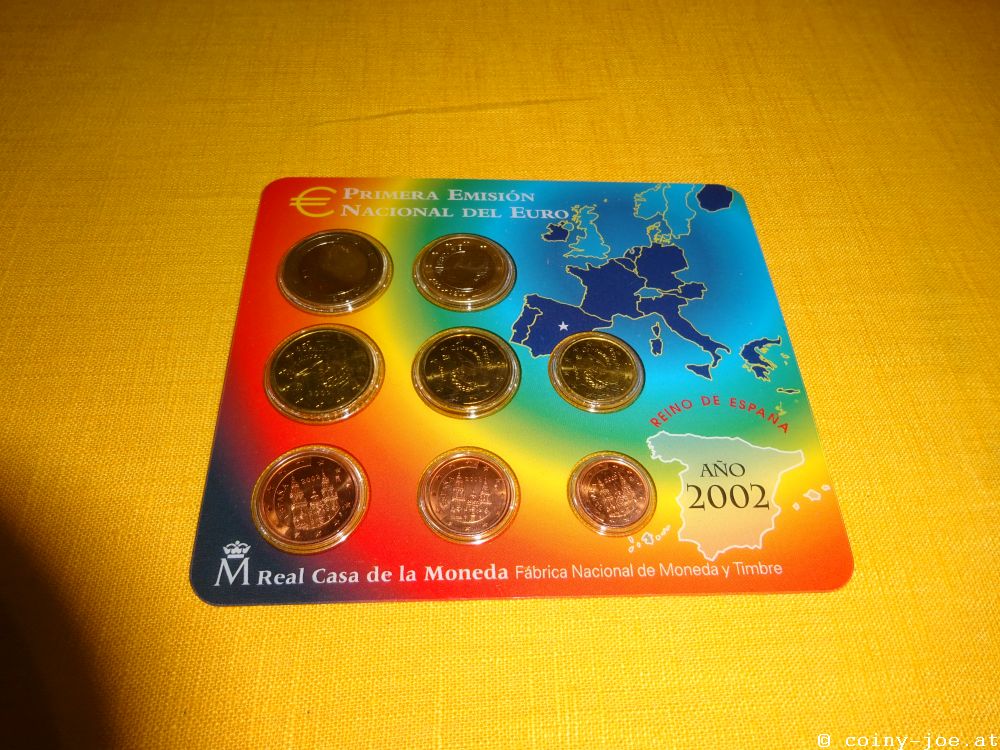 € PRIMERA EMISIÓN
NACIONAL DEL EURO
REINO DE ESPAÑA
AÑO
2002
M Real Casa de la Moneda Fábrica Nacional de Moneda y Timbre
© coiny-joe.at